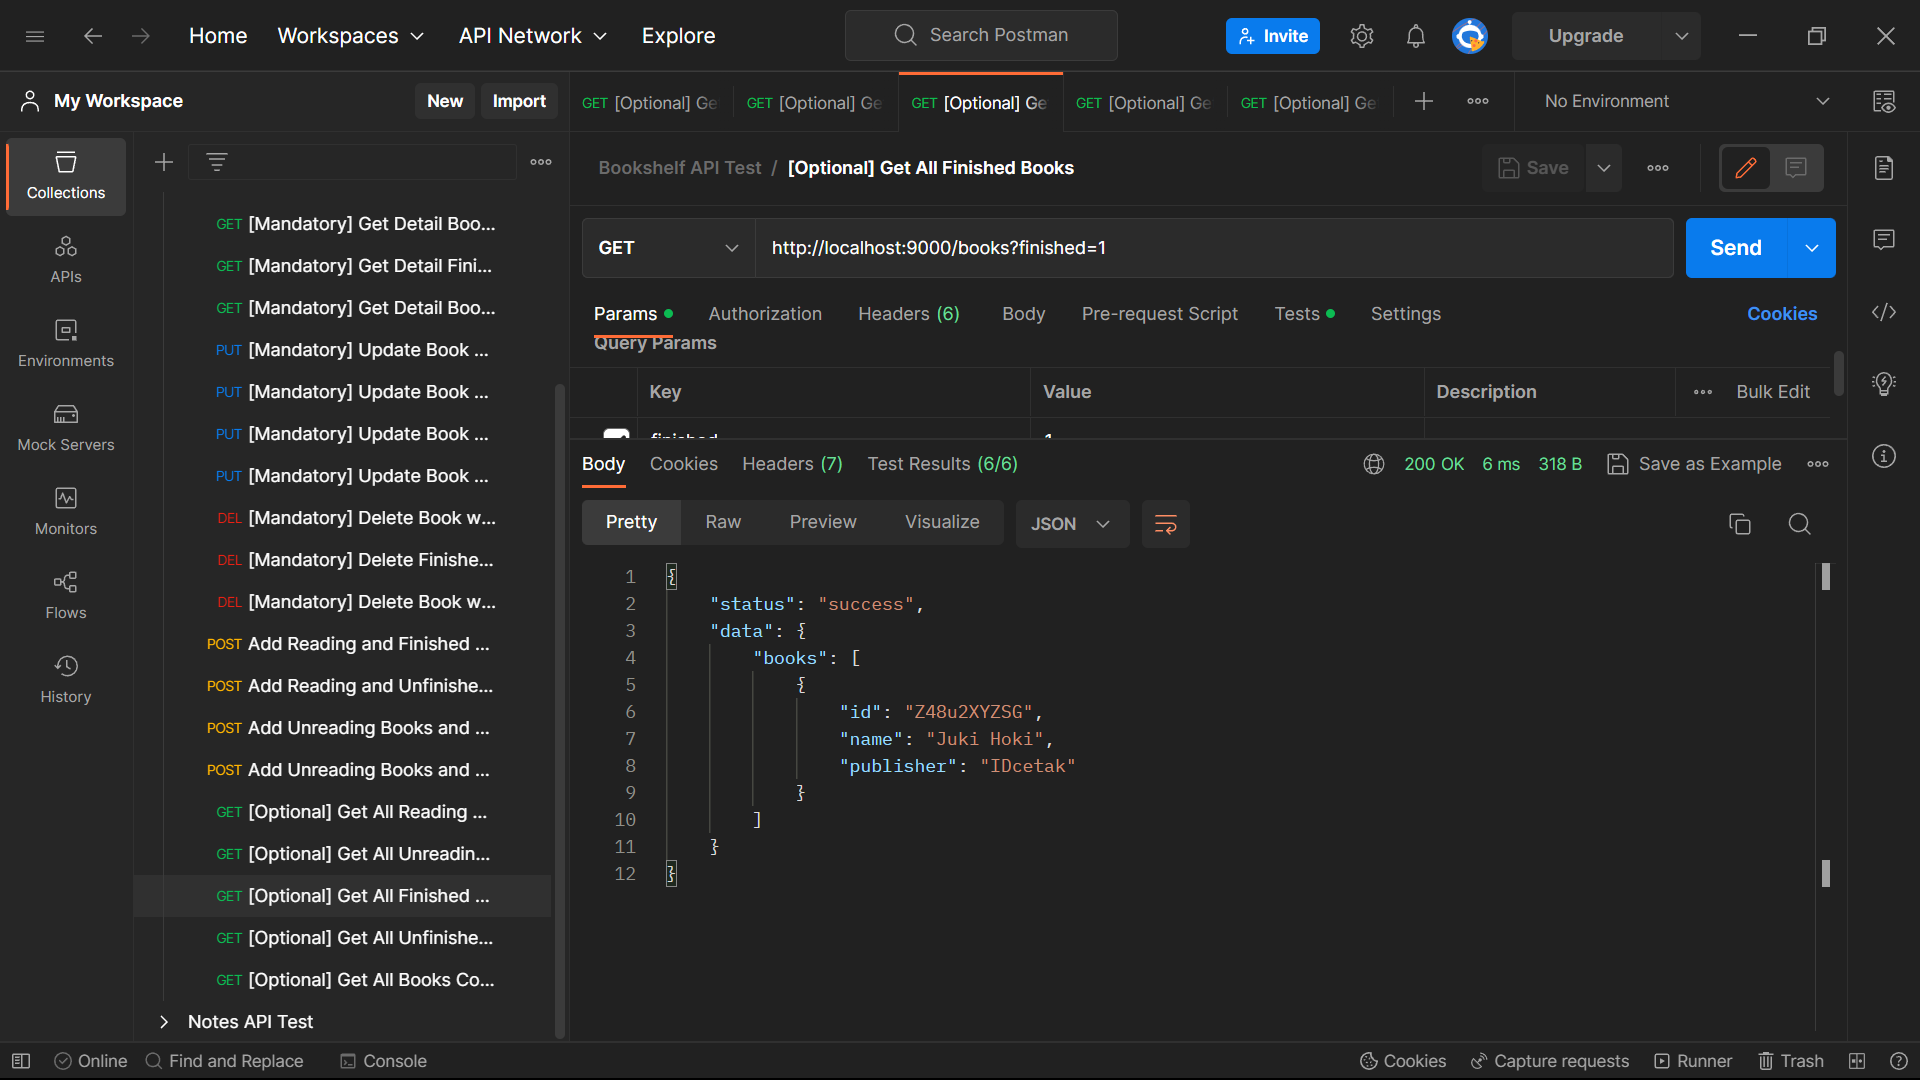 Home
Workspaces
API Network
Explore
Search Postman
Invite
Upgrade
My Workspace
New
Import
GET [Optional] Ge
GET [Optional] Ge
GET [Optional] Ge
GET [Optional] Ge
GET [Optional] Ge
No Environment
Collections
APIs
Environments
Mock Servers
Monitors
Flows
History
GET [Mandatory] Get Detail Boo...
GET [Mandatory] Get Detail Fini...
GET [Mandatory] Get Detail Boo...
PUT [Mandatory] Update Book ...
PUT [Mandatory] Update Book ...
PUT [Mandatory] Update Book ...
PUT [Mandatory] Update Book ...
DEL [Mandatory] Delete Book w...
DEL [Mandatory] Delete Finishe...
DEL [Mandatory] Delete Book w...
POST Add Reading and Finished ...
POST Add Reading and Unfinishe...
POST Add Unreading Books and ...
POST Add Unreading Books and ...
GET [Optional] Get All Reading ...
GET [Optional] Get All Unreadin...
GET [Optional] Get All Finished ...
GET [Optional] Get All Unfinishe...
GET [Optional] Get All Books Co...
Notes API Test
Bookshelf API Test / [Optional] Get All Finished Books
Save
GET
http://localhost:9000/books?finished=1
Send
Params
Authorization
Headers (6)
Body
Pre-request Script
Tests
Settings
Cookies
Query Params
Key
Value
Description
Bulk Edit
finished
1
Body
Cookies
Headers (7)
Test Results (6/6)
200 OK
6 ms
318 B
Save as Example
Pretty
Raw
Preview
Visualize
JSON
1 {
2 "status": "success",
3 "data": {
4 "books": [
5 {
6 "id": "Z48u2XYZSG",
7 "name": "Juki Hoki",
8 "publisher": "IDcetak"
9 }
10 ]
11 }
12 }
Online
Find and Replace
Console
Cookies
Capture requests
Runner
Trash